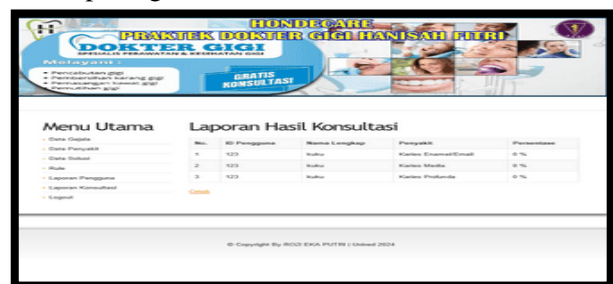 HONDECARE
PRAKTEK DOKTER GIGI HANISAH FITRI
DOKTER GIGI
SPESIALIS PERAWATAN & KESEHATAN GIGI
Melayani :
• Pencabutan gigi
• Pembersihan karang gigi
• Pemasangan kawat gigi
• Pemutihan gigi
GRATIS
KONSULTASI
Menu Utama
Data Gejala
Data Penyakit
Data Solusi
Rule
Laporan Pengguna
Laporan Konsultasi
Logout
Laporan Hasil Konsultasi
No. ID Pengguna Nama Lengkap Penyakit Persentase
1 123 kuku Karies Enamel/Email 0 %
2 123 kuku Karies Media 0 %
3 123 kuku Karies Profunda 0 %
Cetak
© Copyright By ROZI EKA PUTRI | Unived 2024